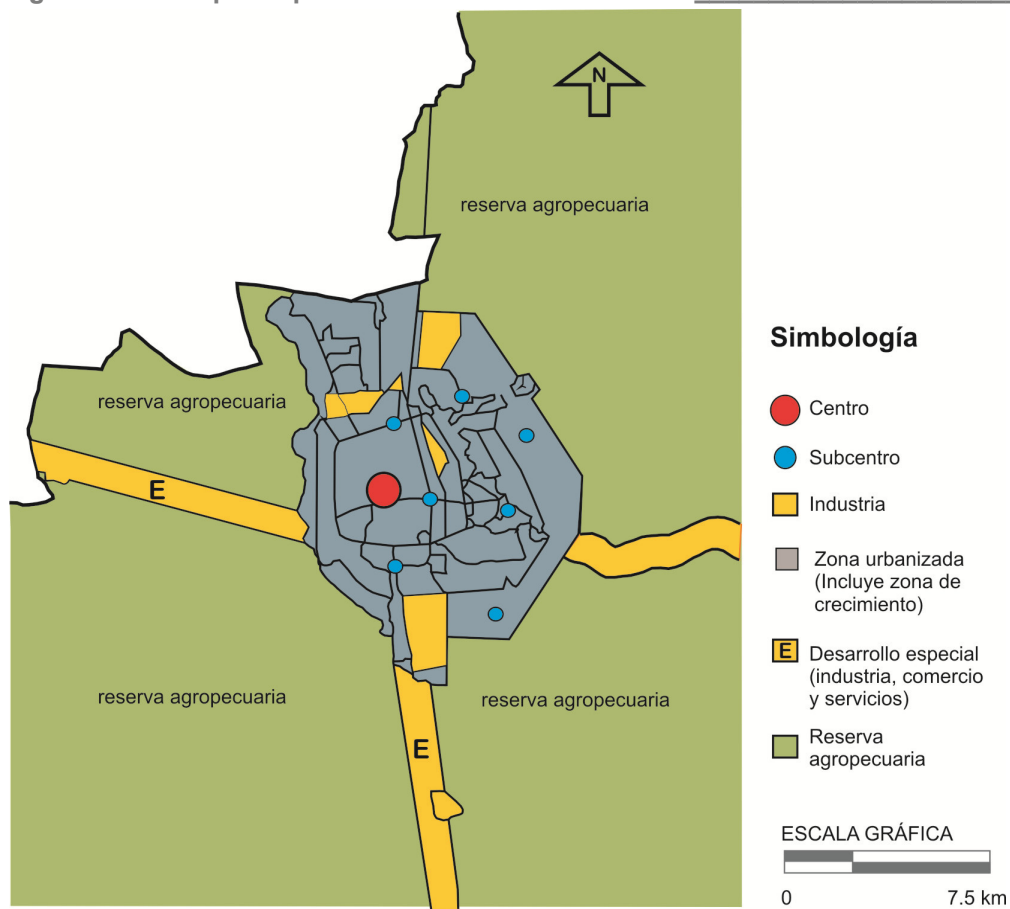 N
reserva agropecuaria
reserva agropecuaria
E
reserva agropecuaria
reserva agropecuaria
E
Simbología
Centro
Subcentro
Industria
Zona urbanizada
(Incluye zona de
crecimiento)
E
Desarrollo especial
(industria, comercio
y servicios)
Reserva
agropecuaria
ESCALA GRÁFICA
0 7.5 km